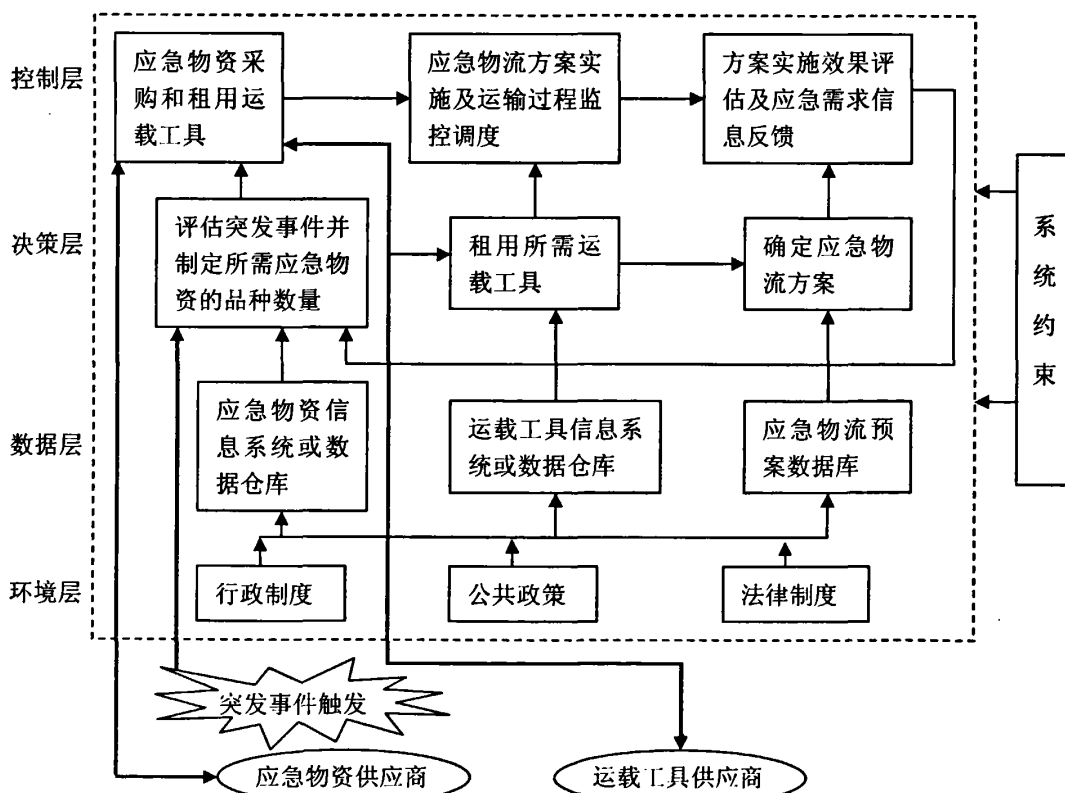 控制层
应急物资采
购和租用运
载工具
应急物流方案实
施及运输过程监
控调度
方案实施效果评
估及应急需求信
息反馈
决策层
评估突发事件并
制定所需应急物
资的品种数量
租用所需运
载工具
确定应急物
流方案
系
统
约
束
数据层
应急物资信
息系统或数
据仓库
运载工具信息系
统或数据仓库
应急物流预
案数据库
环境层
行政制度
公共政策
法律制度
突发事件触发
应急物资供应商
运载工具供应商